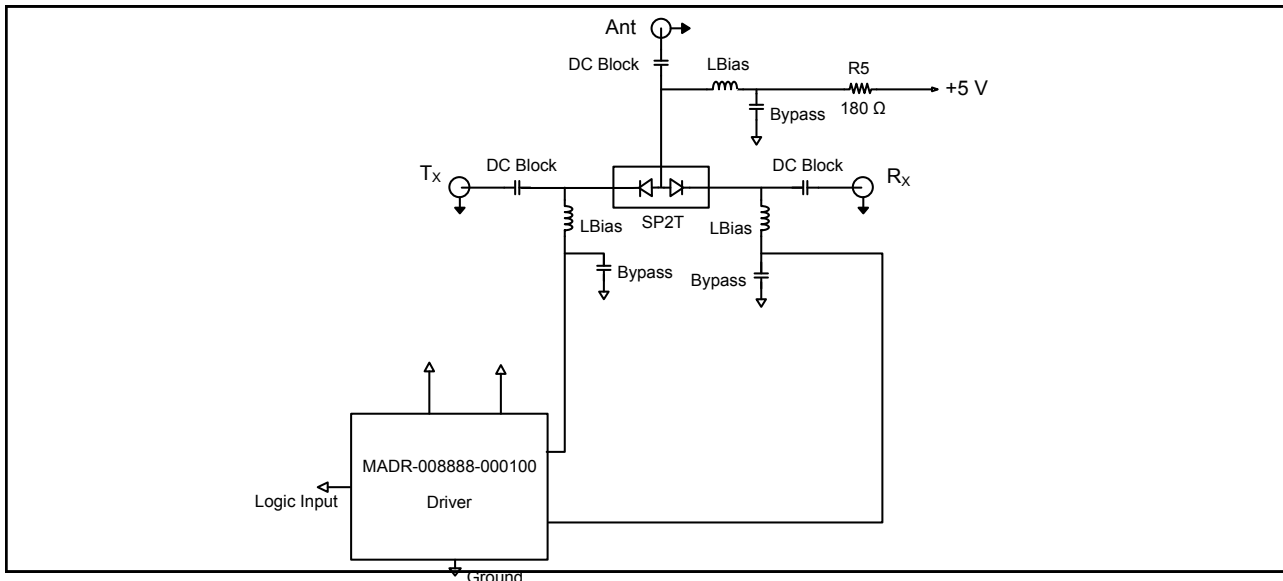 Ant
DC Block
LBias
R5
+5 V
Bypass
180 Ω
TX
DC Block
DC Block
RX
SP2T
LBias
LBias
Bypass
Bypass
MADR-008888-000100
Driver
Logic Input
Ground